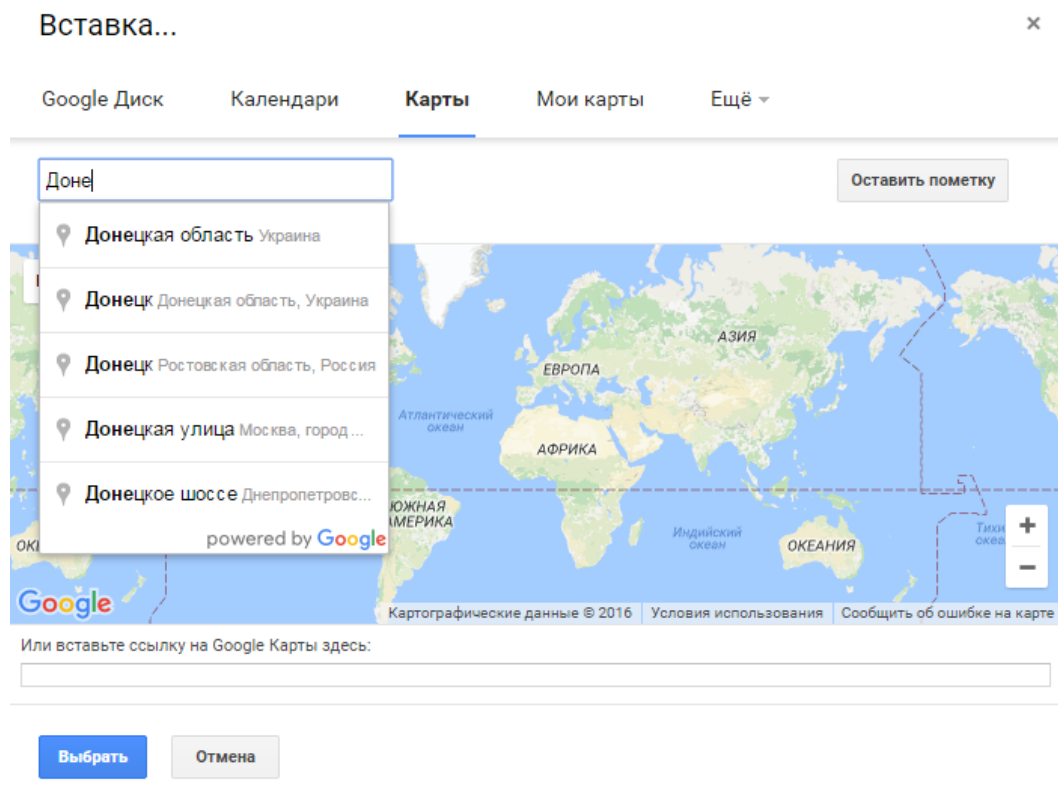 Вставка...
×
Google Диск Календари Карты Мои карты Ещё
Доне
Оставить пометку
Донецкая область Украина
Донецк Донецкая область, Украина
Донецк Ростовская область, Россия
Донецкая улица Москва, город ...
Донецкое шоссе Днепропетровс...
powered by Google
АЗИЯ
ЕВРОПА
Атлантический
океан
АФРИКА
ЮЖНАЯ
АМЕРИКА
Индийский
океан
ОКЕАНИЯ
+
−
Google
Картографические данные © 2016 Условия использования Сообщить об ошибке на карте
Или вставьте ссылку на Google Карты здесь:
Выбрать Отмена